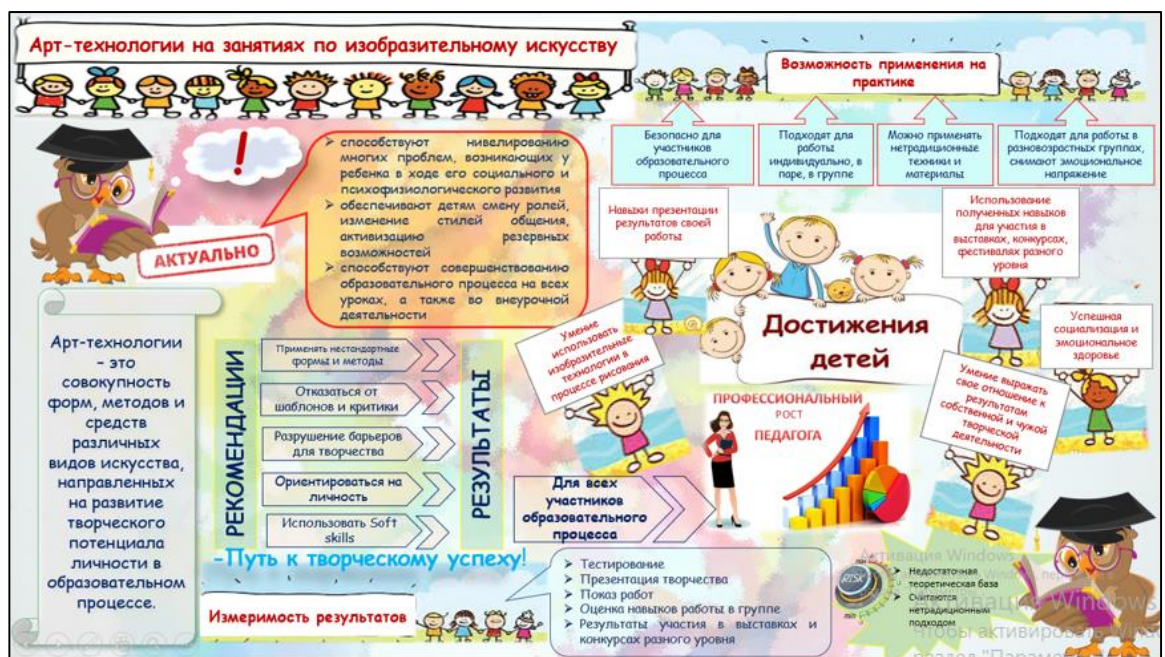 Арт-технологии на занятиях по изобразительному искусству
Возможность применения на
практике
Безопасно для
участников
образовательного
процесса
Подходят для
работы
индивидуально, в
паре, в группе
Можно применять
нетрадиционные
техники и
материалы
Подходят для работы в
разновозрастных группах,
снимают эмоциональное
напряжение
!
АКТУАЛЬНО
способствуют нивелированию
многих проблем, возникающих у
ребенка в ходе его социального и
психофизиологического развития
обеспечивают детям смену ролей,
изменение стилей общения,
активизацию резервных
возможностей
способствуют совершенствованию
образовательного процесса на всех
уроках, а также во внеурочной
деятельности
Арт-технологии
– это
совокупность
форм, методов и
средств
различных
видов искусства,
направленных
на развитие
творческого
потенциала
личности в
образовательном
процессе.
РЕКОМЕНДАЦИИ
Применять нестандартные
формы и методы
Отказаться от
шаблонов и критики
Разрушение барьеров
для творчества
Ориентироваться на
личность
Использовать Soft
skills
РЕЗУЛЬТАТЫ
-Путь к творческому успеху!
Навыки презентации
результатов своей
работы
Использование
полученных навыков
для участия в
выставках, конкурсах,
фестивалях разного
уровня
Умение
использовать
изобразительные
технологии в
процессе рисования
Достижения
детей
Успешная
социализация и
эмоциональное
здоровье
Умение выражать
свое отношение к
результатам
собственной и чужой
творческой
деятельности
ПРОФЕССИОНАЛЬНЫЙ
РОСТ
ПЕДАГОГА
Для всех
участников
образовательного
процесса
Измеримость результатов
Тестирование
Презентация творчества
Показ работ
Оценка навыков работы в группе
Результаты участия в выставках и
конкурсах разного уровня
RISK
Недостаточная
теоретическая база
Считаются
нетрадиционным
подходом
Активация Windows